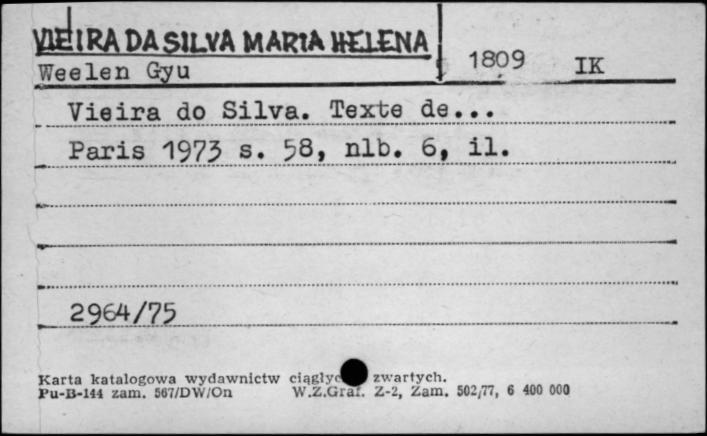 VIEIRA DA SILVA MARIA HELENA
Weelen Gyu 1809 IK
Vieira do Silva. Texte de...
Paris 1973 s. 58, nlb. 6, il.
2964/75
Karta katalogowa wydawnictw zwartych.
Pu-B-144 zam. 567/DW/On W.Z.Graf. Z-2, Zam. 502/77, 6 400 000